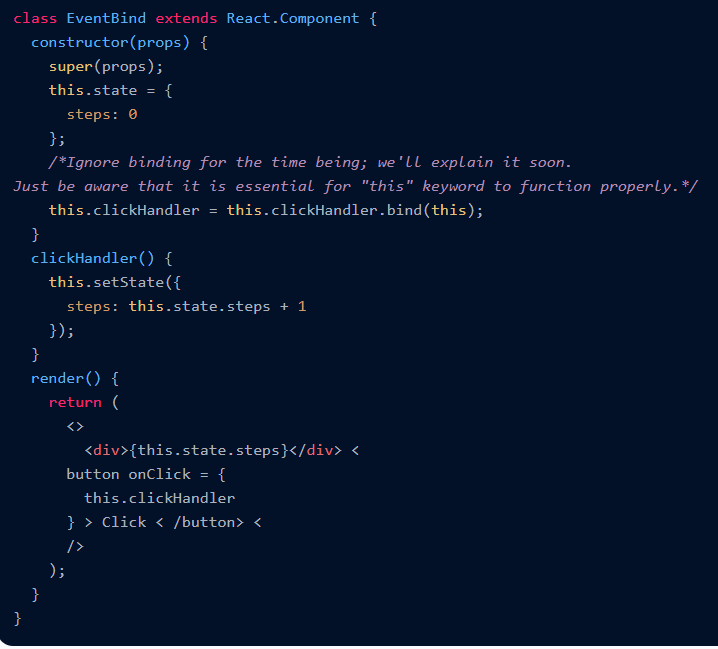 class EventBind extends React.Component {
  constructor(props) {
    super(props);
    this.state = {
      steps: 0
    };
    /*Ignore binding for the time being; we'll explain it soon.
Just be aware that it is essential for "this" keyword to function properly.*/
    this.clickHandler = this.clickHandler.bind(this);
  }
  clickHandler() {
    this.setState({
      steps: this.state.steps + 1
    });
  }
  render() {
    return (
      <>
        <div>{this.state.steps}</div> <
      button onClick = {
        this.clickHandler
      } > Click < /button> <
      />
    );
  }
}